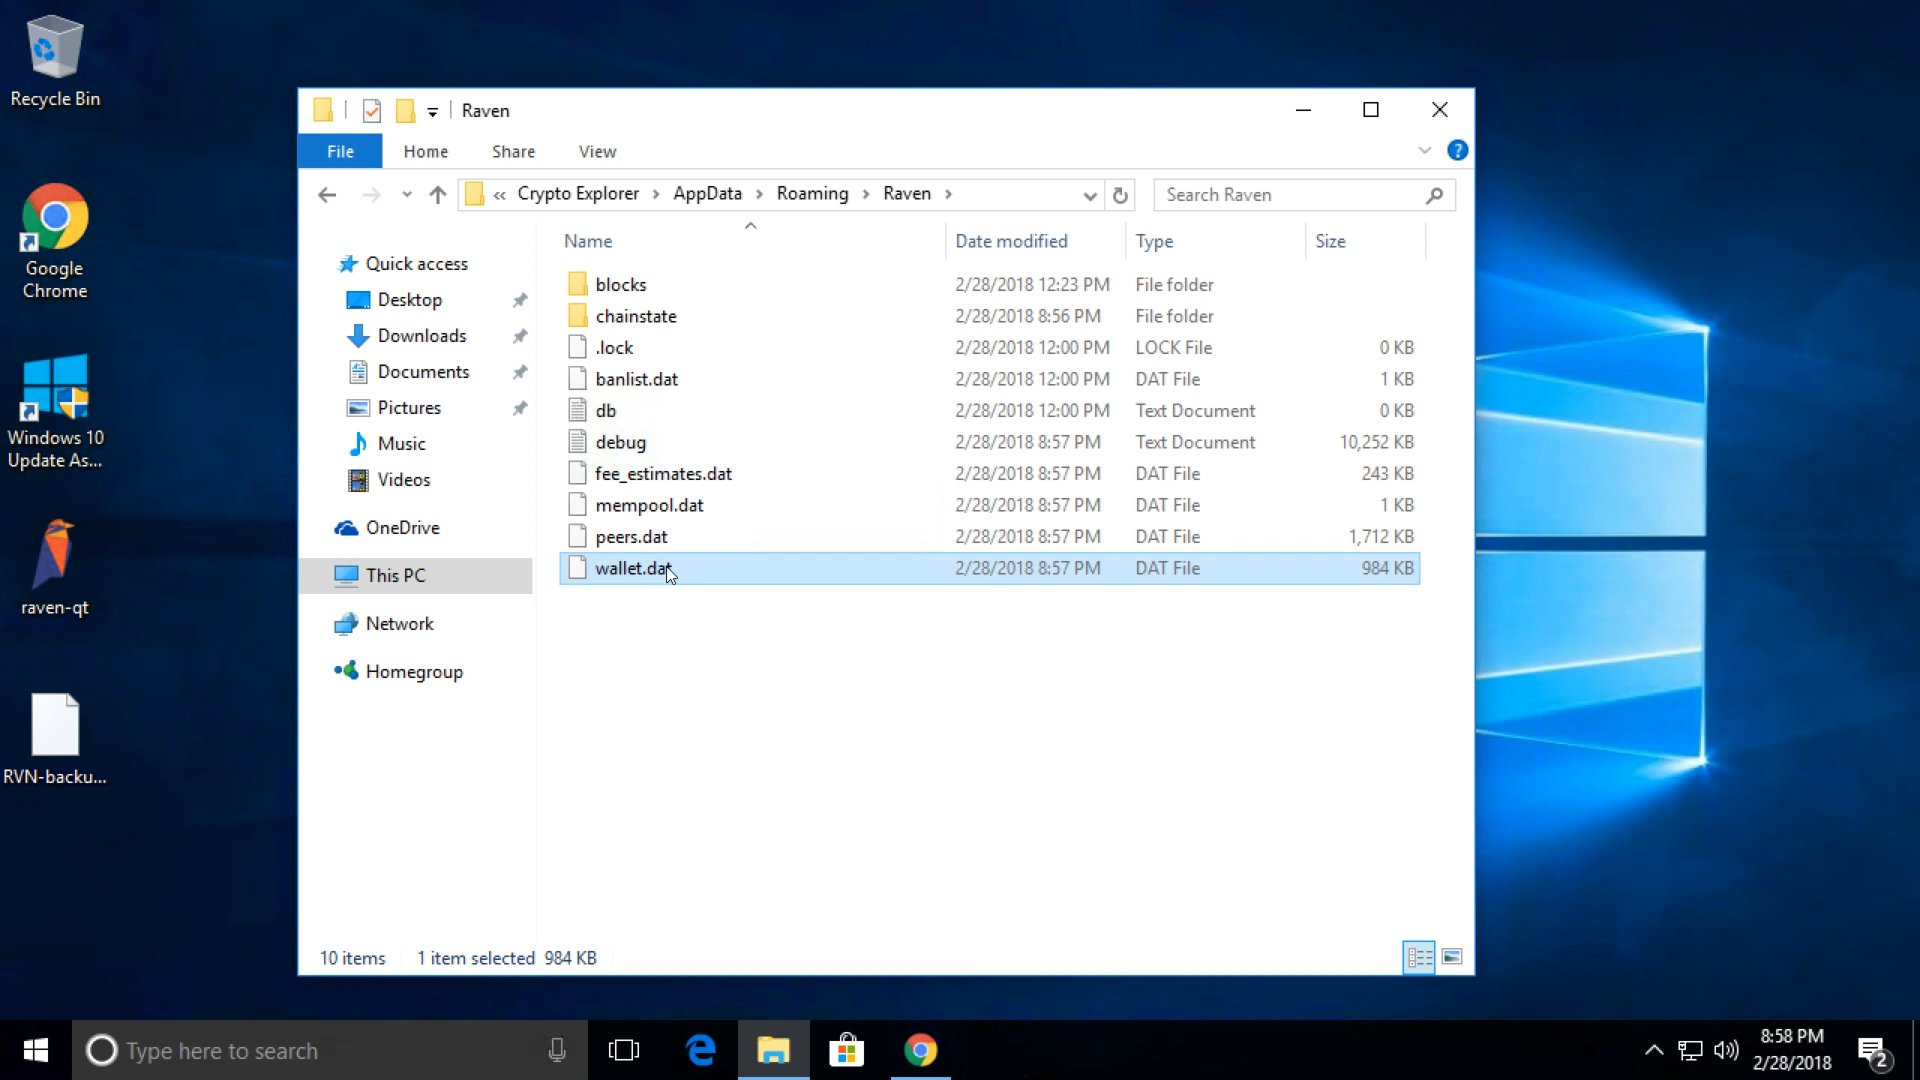 Recycle Bin
Google
Chrome
Windows 10
Update As...
raven-qt
RVN-backu...
Raven
File Home Share View
?
« Crypto Explorer > AppData > Roaming > Raven >
Search Raven
Name Date modified Type Size
Quick access
Desktop
Downloads
Documents
Pictures
Music
Videos
OneDrive
This PC
Network
Homegroup
blocks 2/28/2018 12:23 PM File folder
chainstate 2/28/2018 8:56 PM File folder
.lock 2/28/2018 12:00 PM LOCK File 0 KB
banlist.dat 2/28/2018 12:00 PM DAT File 1 KB
db 2/28/2018 12:00 PM Text Document 0 KB
debug 2/28/2018 8:57 PM Text Document 10,252 KB
fee_estimates.dat 2/28/2018 8:57 PM DAT File 243 KB
mempool.dat 2/28/2018 8:57 PM DAT File 1 KB
peers.dat 2/28/2018 8:57 PM DAT File 1,712 KB
wallet.dat 2/28/2018 8:57 PM DAT File 984 KB
10 items 1 item selected 984 KB
Type here to search
8:58 PM
2/28/2018
2